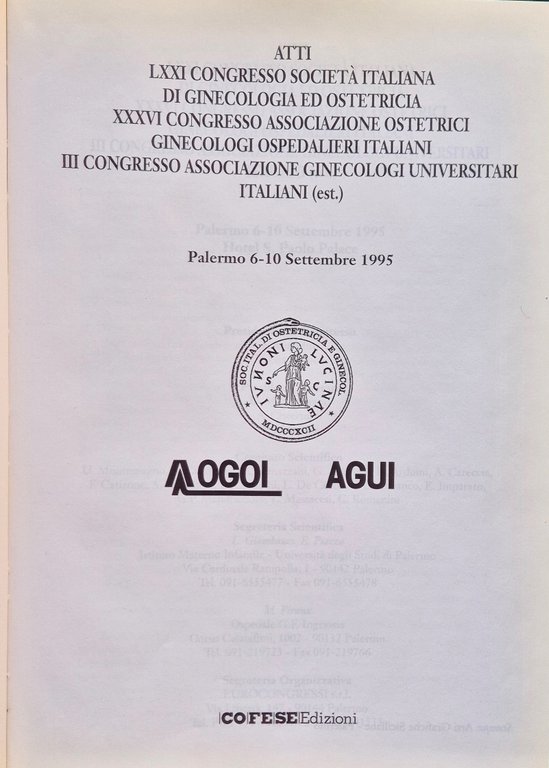 ATTI
LXXI CONGRESSO SOCIETÀ ITALIANA
DI GINECOLOGIA ED OSTETRICIA
XXXVI CONGRESSO ASSOCIAZIONE OSTETRICI
GINECOLOGI OSPEDALIERI ITALIANI
III CONGRESSO ASSOCIAZIONE GINECOLOGI UNIVERSITARI
ITALIANI (est.)
Palermo 6-10 Settembre 1995
SOC. ITAL. DI OSTETRICIA E GINECOL.
IVNONI LVCINAE
S C
MDCCCXCII
AOGOI AGUI
COFESE Edizioni